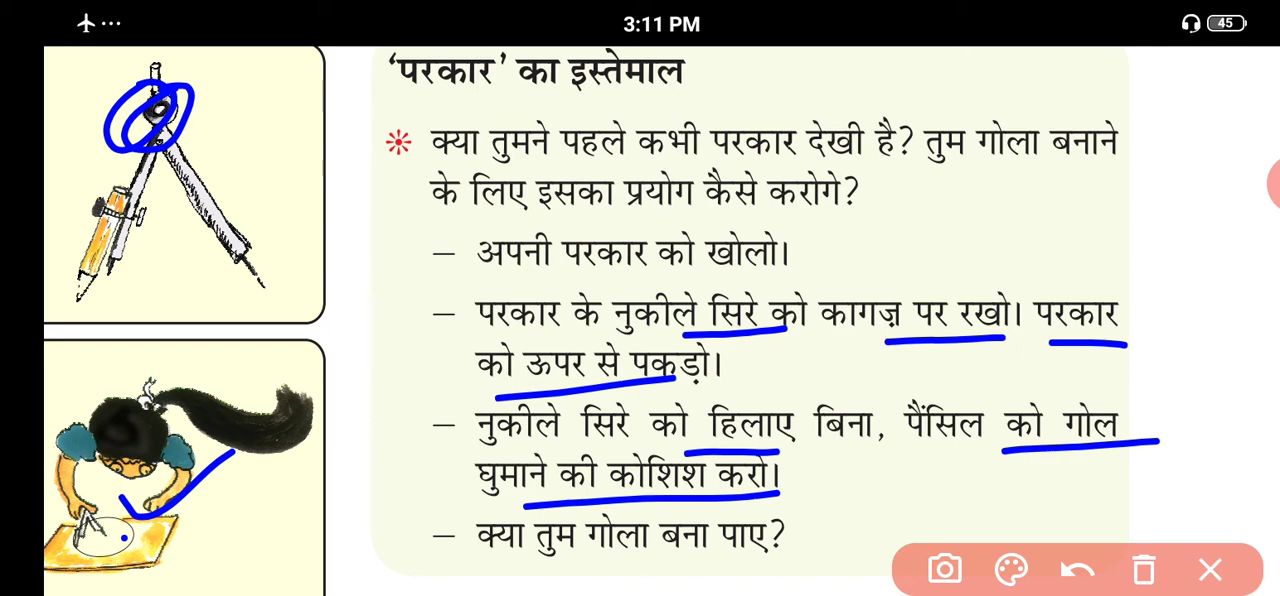 3:11 PM
45
‘परकार’ का इस्तेमाल
क्या तुमने पहले कभी परकार देखी है? तुम गोला बनाने
के लिए इसका प्रयोग कैसे करोगे?
– अपनी परकार को खोलो।
– परकार के नुकीले सिरे को कागज़ पर रखो। परकार
को ऊपर से पकड़ो।
– नुकीले सिरे को हिलाए बिना, पैंसिल को गोल
घुमाने की कोशिश करो।
– क्या तुम गोला बना पाए?